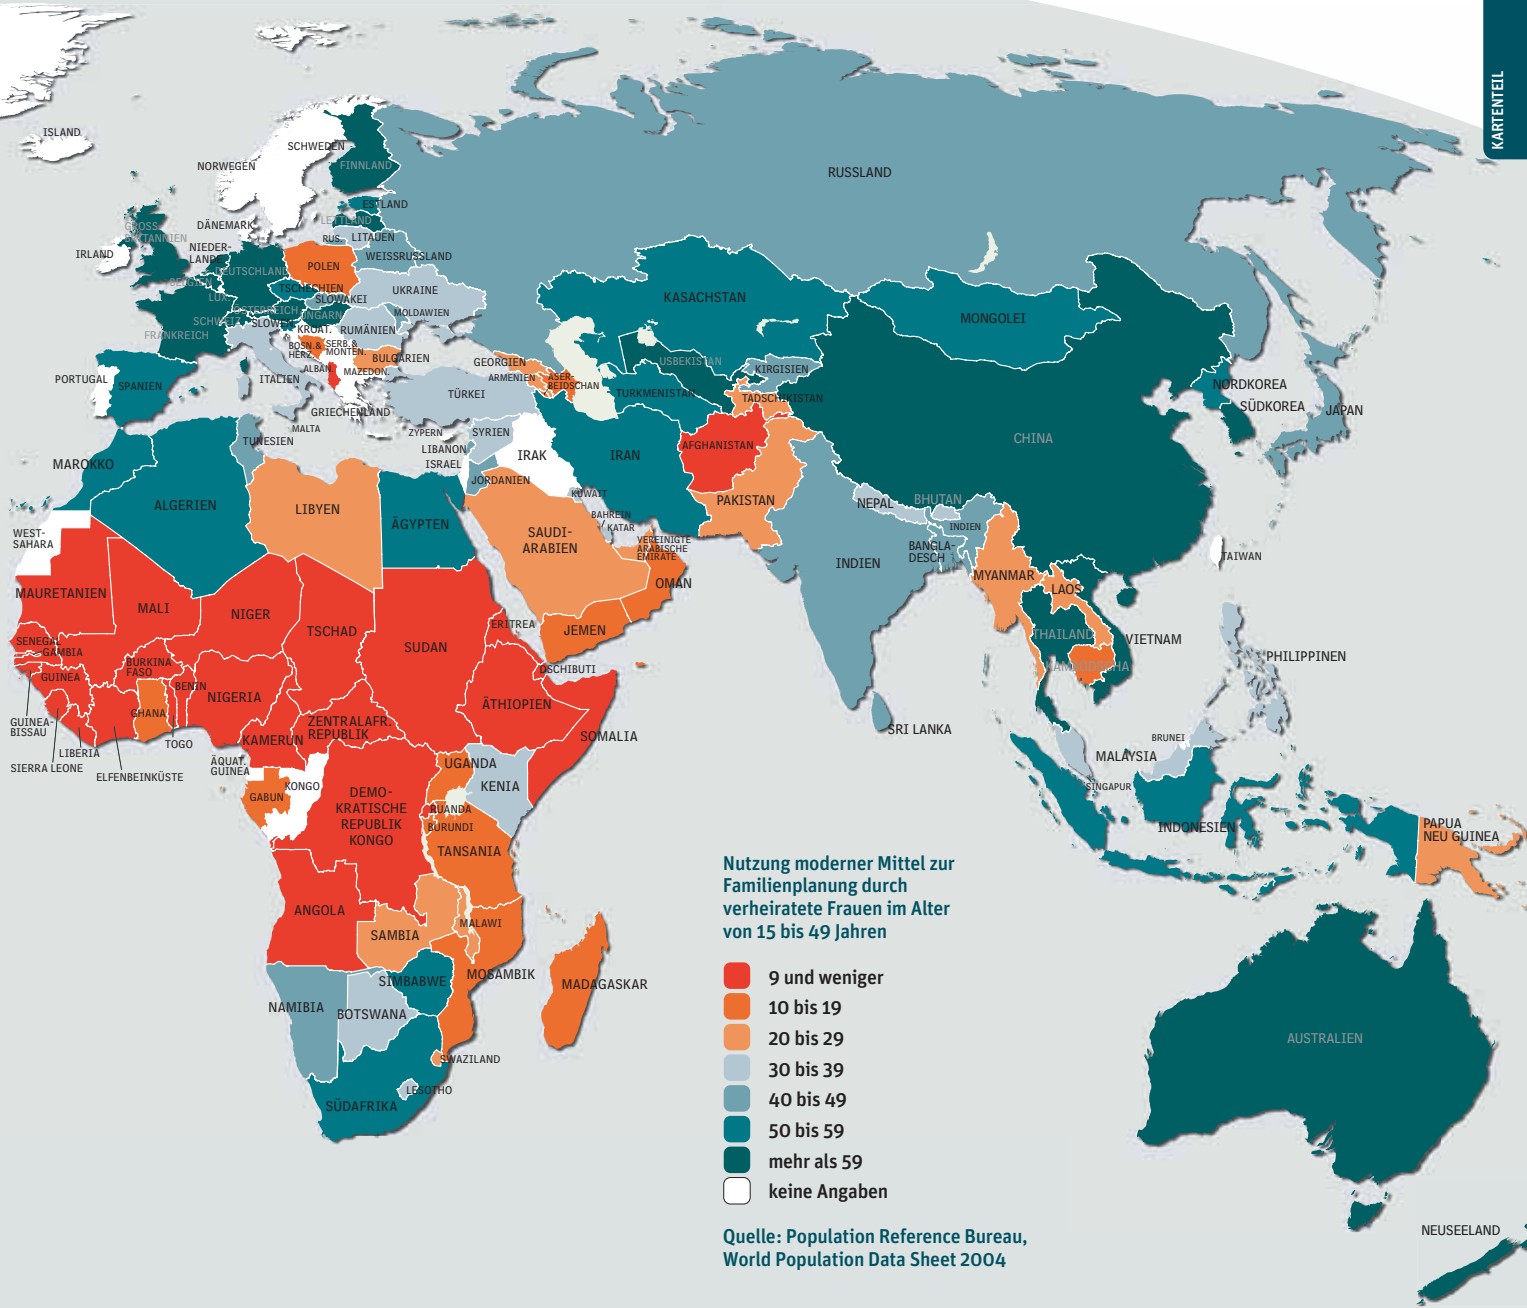 KARTENTEIL
ISLAND
SCHWEDEN
NORWEGEN
FINNLAND
RUSSLAND
ESTLAND
LETTLAND
GROSS-
BRITANNIEN
DÄNEMARK
RUS.
LITAUEN
IRLAND
NIEDER-
LANDE
WEISSRUSSLAND
POLEN
DEUTSCHLAND
BELGIEN
TSCHECHIEN
UKRAINE
LUX.
SLOWAKEI
KASACHSTAN
ÖSTERREICH
UNGARN
MOLDAWIEN
MONGOLEI
SCHWEIZ
SLOWEN.
KROAT.
RUMÄNIEN
FRANKREICH
BOSN.&
HERZ.
SERB.&
MONTEN.
BULGARIEN
GEORGIEN
USBEKISTAN
KIRGISIEN
ALBAN.
MAZEDON.
ARMENIEN
ASER-
BEIDSCHAN
PORTUGAL
SPANIEN
ITALIEN
TÜRKEI
TURKMENISTAN
TADSCHIKISTAN
NORDKOREA
SÜDKOREA
JAPAN
GRIECHENLAND
MALTA
ZYPERN
SYRIEN
CHINA
TUNESIEN
LIBANON
ISRAEL
IRAK
IRAN
AFGHANISTAN
MAROKKO
JORDANIEN
KUWAIT
PAKISTAN
NEPAL
BHUTAN
ALGERIEN
LIBYEN
ÄGYPTEN
BAHREIN
KATAR
INDIEN
WEST-
SAHARA
SAUDI-
ARABIEN
VEREINIGTE
ARABISCHE
EMIRATE
BANGLA-
DESCH
TAIWAN
INDIEN
OMAN
MYANMAR
LAOS
MAURETANIEN
MALI
NIGER
TSCHAD
SUDAN
ERITREA
JEMEN
THAILAND
VIETNAM
SENEGAL
GAMBIA
BURKINA
FASO
DSCHIBUTI
KAMBODSCHA
PHILIPPINEN
GUINEA
BENIN
NIGERIA
ÄTHIOPIEN
GHANA
GUINEA-
BISSAU
ZENTRALAFR.
REPUBLIK
SOMALIA
SRI LANKA
TOGO
KAMERUN
BRUNEI
LIBERIA
SIERRA LEONE
ELFENBEINKÜSTE
ÄQUAT.
GUINEA
UGANDA
MALAYSIA
KENIA
SINGAPUR
GABUN
KONGO
DEMO-
KRATISCHE
REPUBLIK
KONGO
RUANDA
BURUNDI
INDONESIEN
PAPUA
NEU GUINEA
TANSANIA
ANGOLA
SAMBIA
MALAWI
MOSAMBIK
MADAGASKAR
SIMBABWE
NAMIBIA
BOTSWANA
SWASILAND
LESOTHO
SÜDAFRIKA
AUSTRALIEN
NEUSEELAND
Nutzung moderner Mittel zur
Familienplanung durch
verheiratete Frauen im Alter
von 15 bis 49 Jahren
9 und weniger
10 bis 19
20 bis 29
30 bis 39
40 bis 49
50 bis 59
mehr als 59
keine Angaben
Quelle: Population Reference Bureau,
World Population Data Sheet 2004